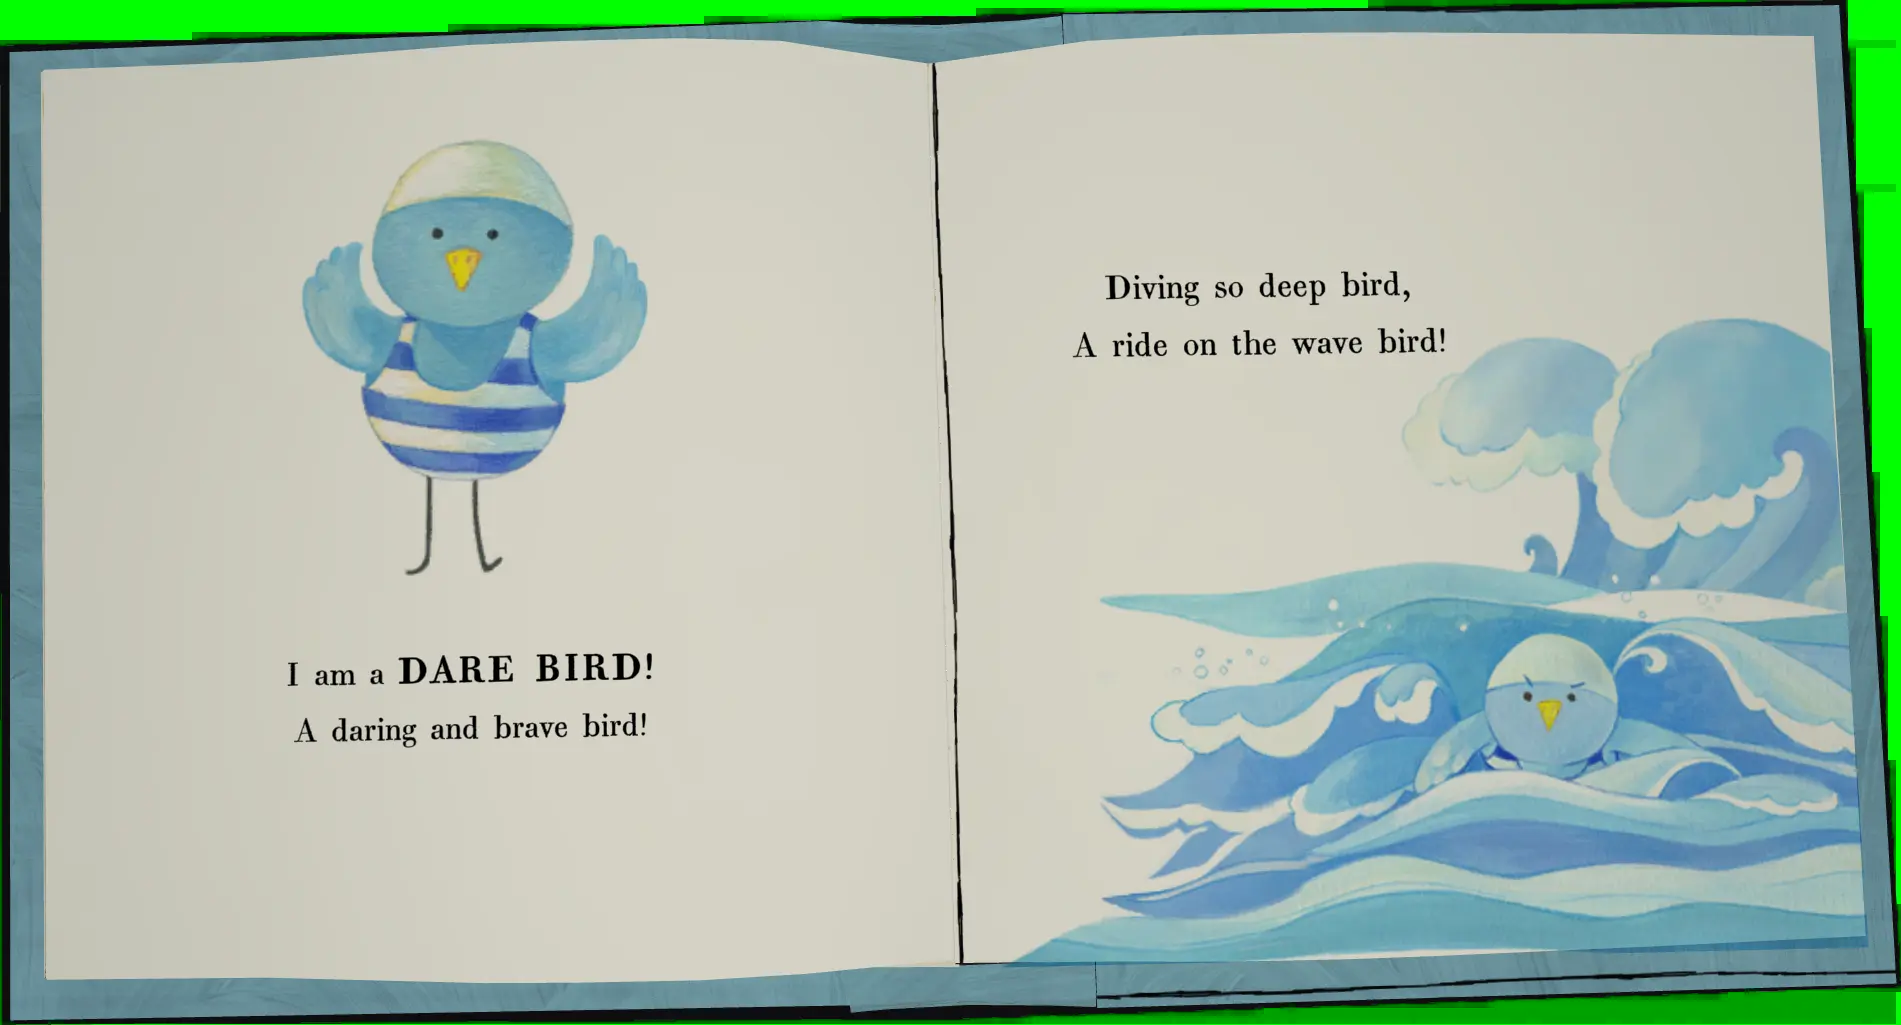 I am a DARE BIRD!
A daring and brave bird!
Diving so deep bird,
A ride on the wave bird!